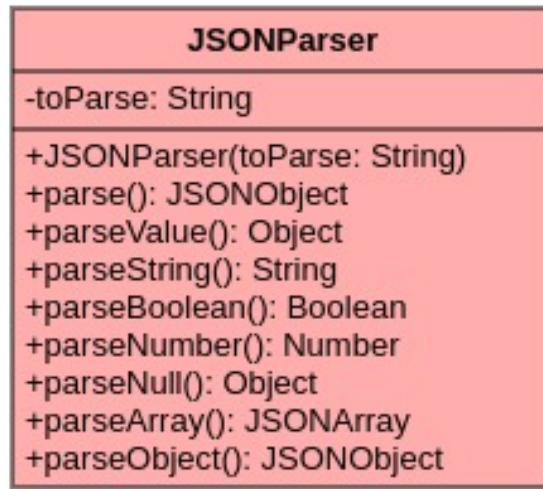 JSONParser
-toParse: String
+JSONParser(toParse: String)
+parse(): JSONObject
+parseValue(): Object
+parseString(): String
+parseBoolean(): Boolean
+parseNumber(): Number
+parseNull(): Object
+parseArray(): JSONArray
+parseObject(): JSONObject